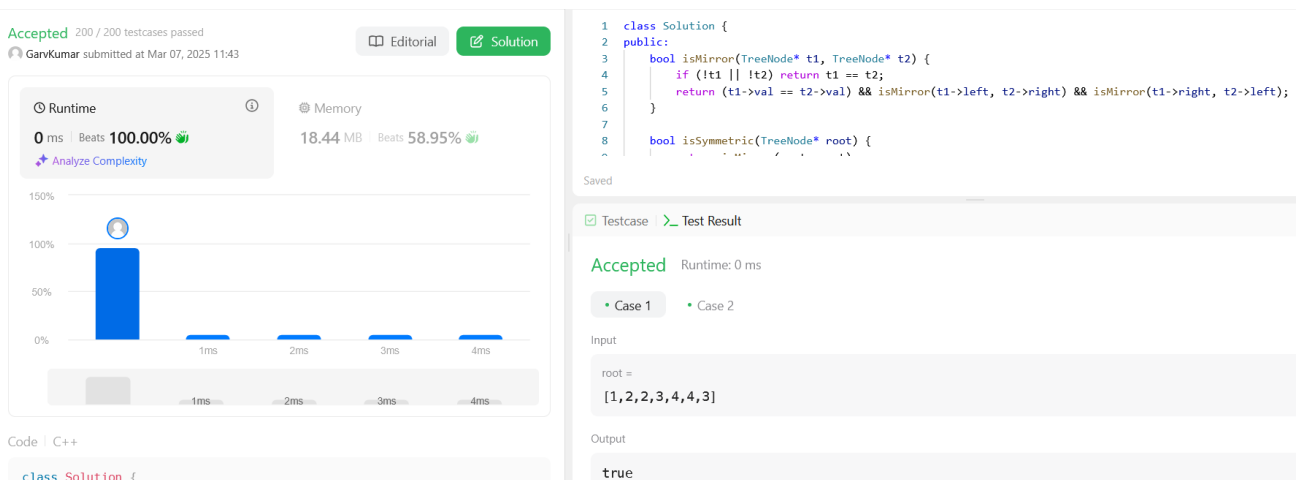 Accepted 200 / 200 testcases passed
GarvKumar submitted at Mar 07, 2025 11:43
Editorial
Solution
Runtime
0 ms | Beats 100.00%
Analyze Complexity
Memory
18.44 MB | Beats 58.95%
150%
100%
50%
0%
1ms 2ms 3ms 4ms
1ms 2ms 3ms 4ms
Code | C++
class Solution {
1 class Solution {
2 public:
3 bool isMirror(TreeNode* t1, TreeNode* t2) {
4 if (!t1 || !t2) return t1 == t2;
5 return (t1->val == t2->val) && isMirror(t1->left, t2->right) && isMirror(t1->right, t2->left);
6 }
7
8 bool isSymmetric(TreeNode* root) {
Saved
Testcase | >_ Test Result
Accepted Runtime: 0 ms
• Case 1 • Case 2
Input
root =
[1,2,2,3,4,4,3]
Output
true